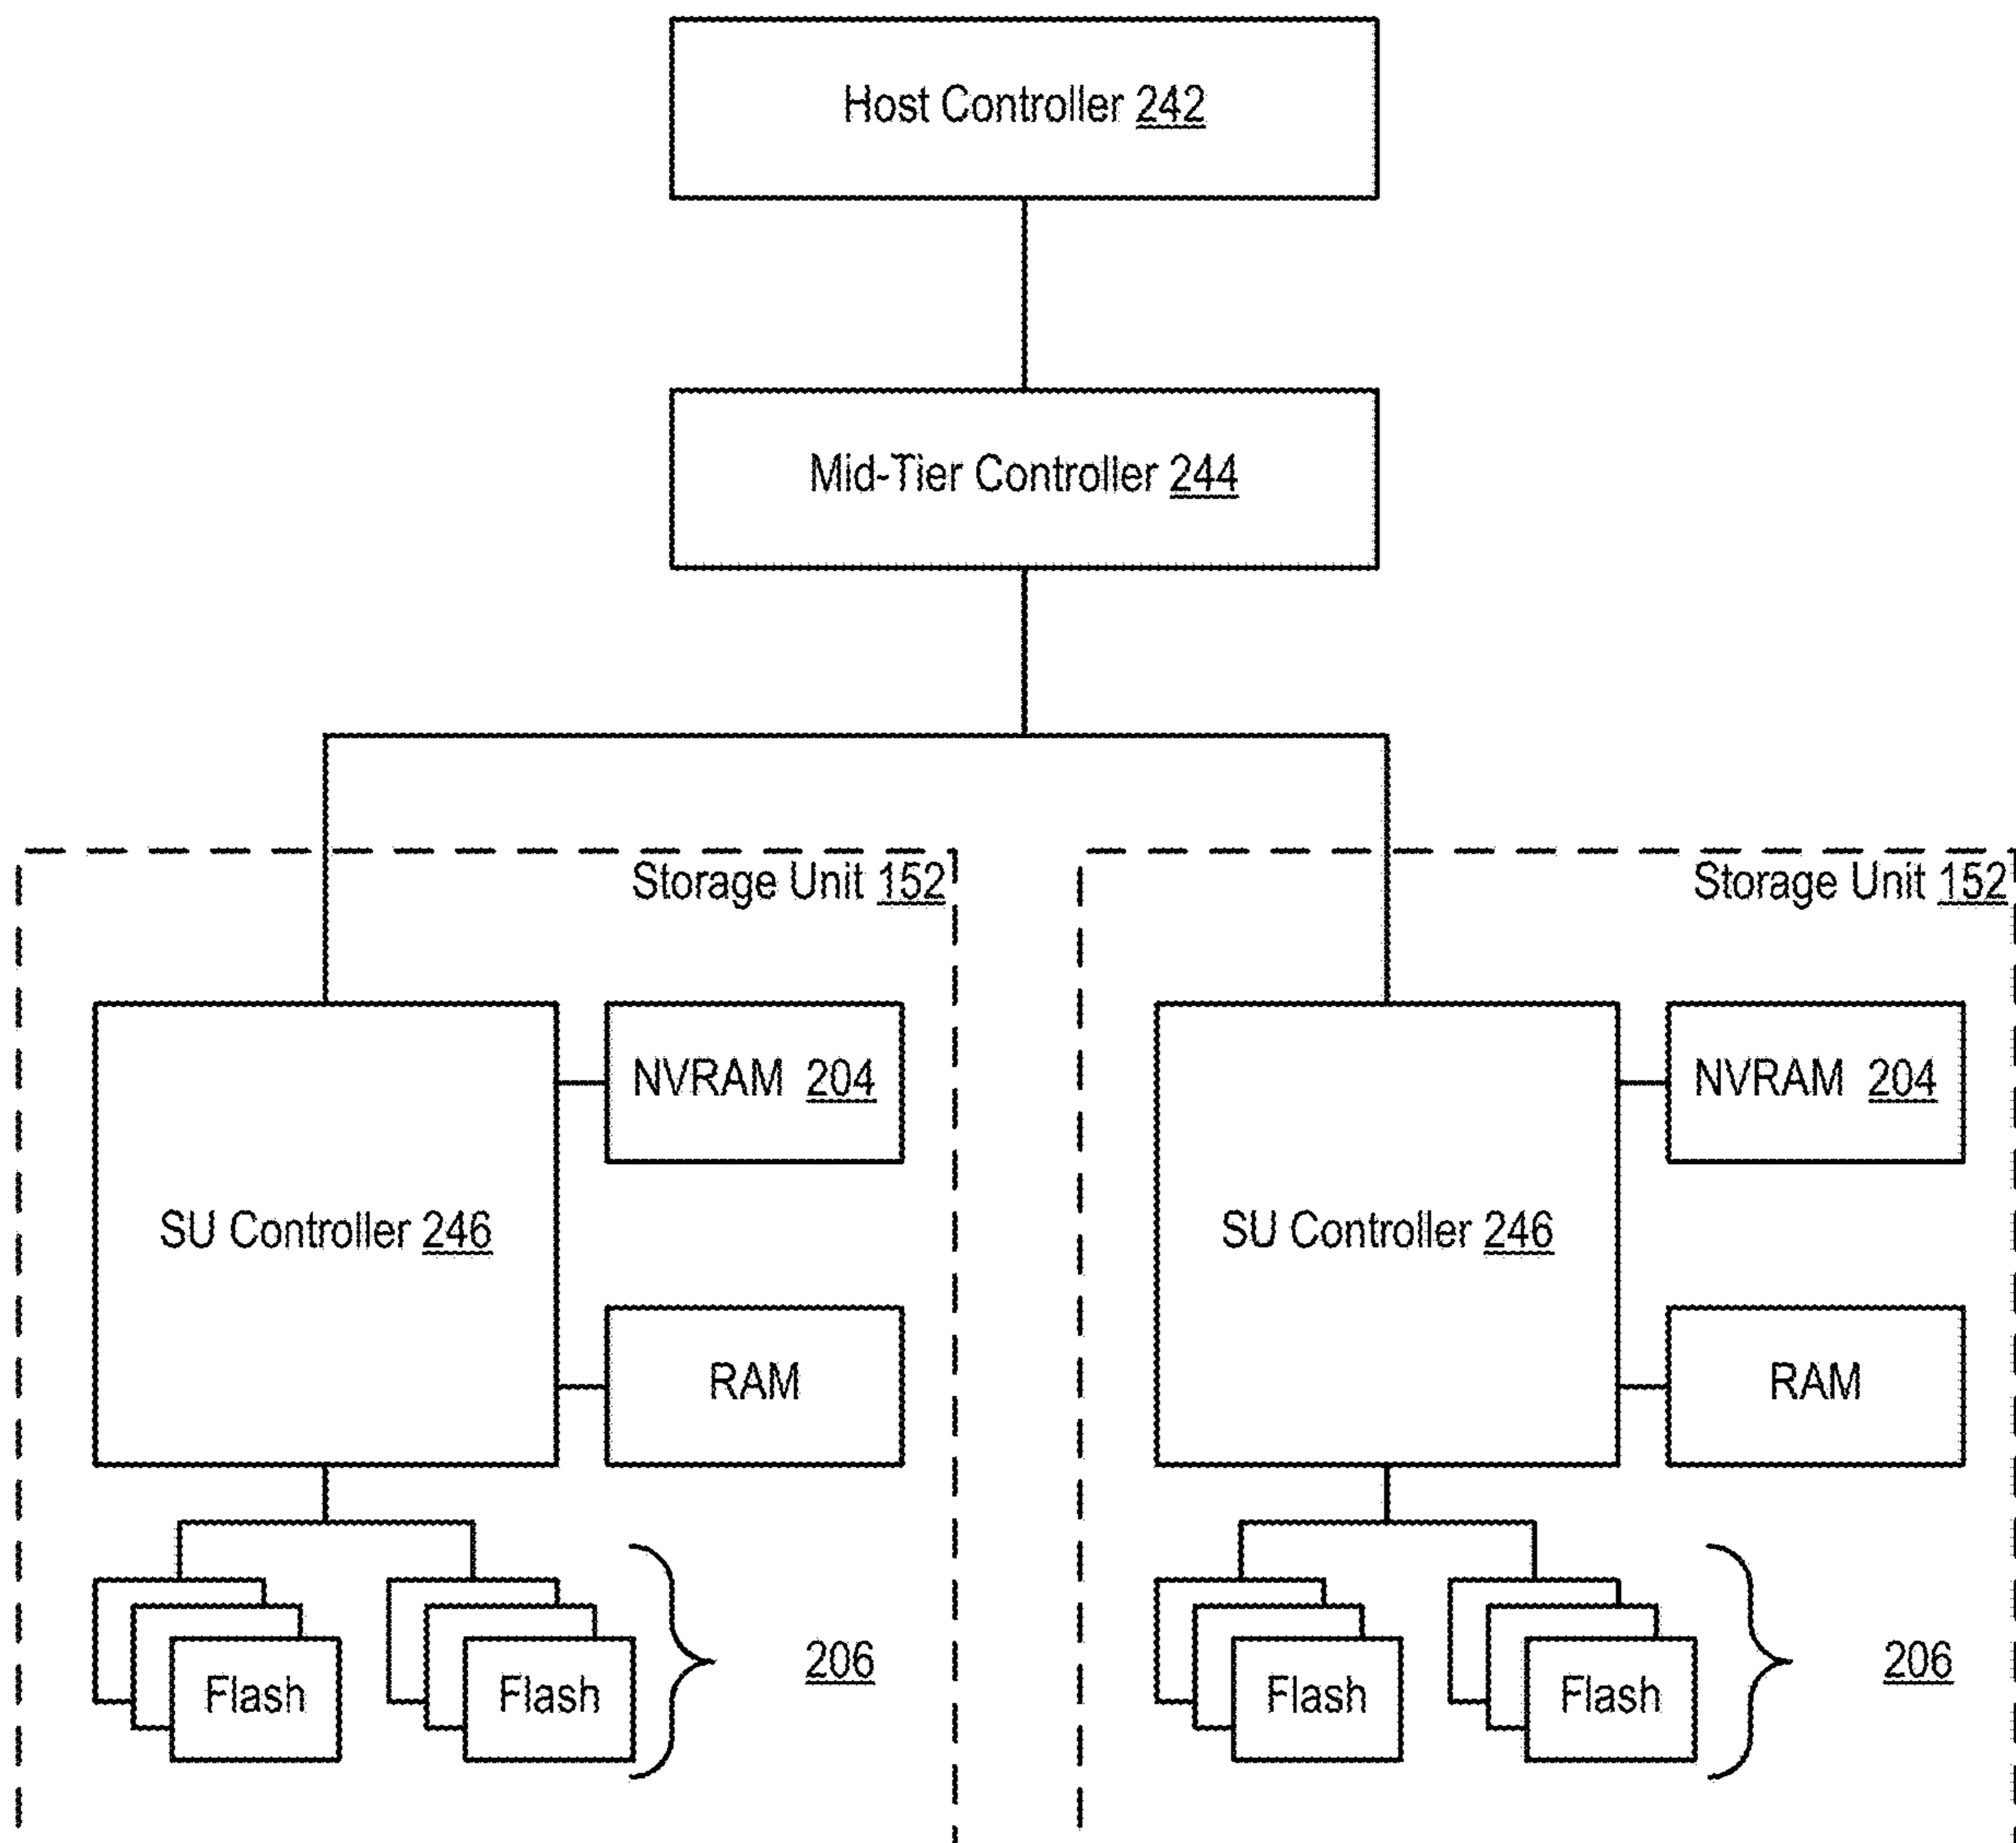 Host Controller 242
Mid-Tier Controller 244
Storage Unit 152
SU Controller 246
NVRAM 204
RAM
Flash
Flash
206
Storage Unit 152
SU Controller 246
NVRAM 204
RAM
Flash
Flash
206